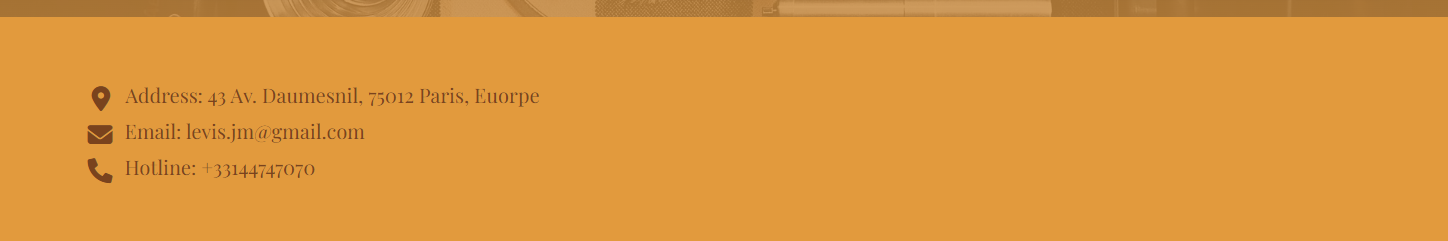 Address: 43 Av. Daumesnil, 75012 Paris, Euorpe
Email: levis.jm@gmail.com
Hotline: +33144747070